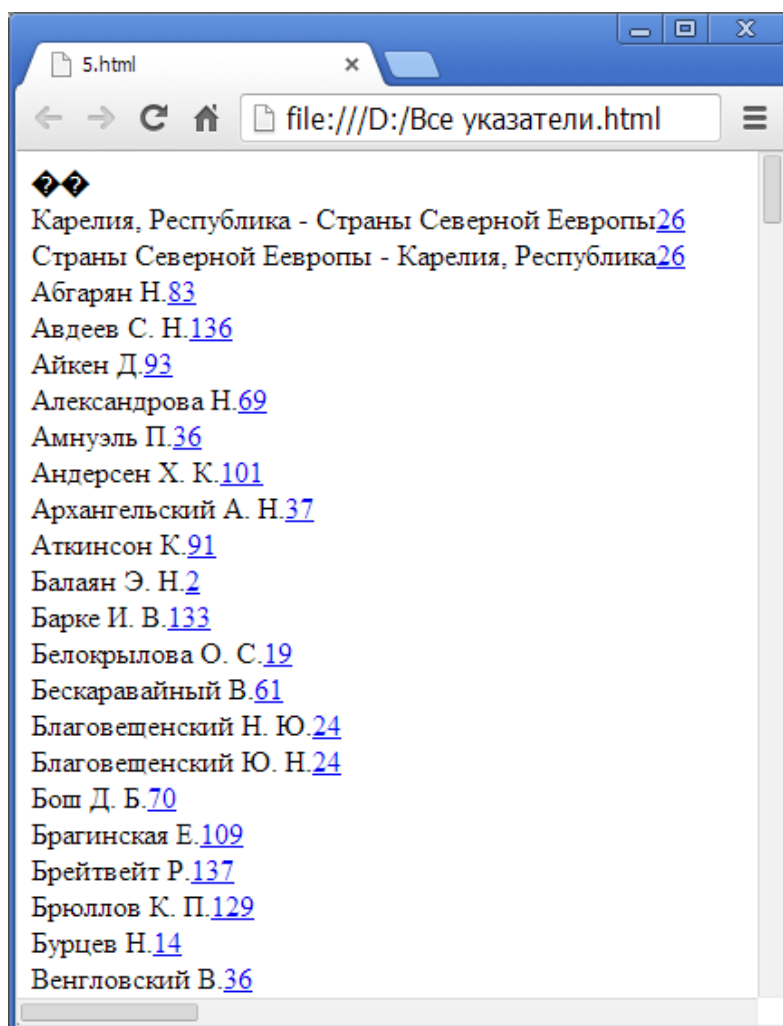 5.html
file:///D:/Все указатели.html
��
Карелия, Республика - Страны Северной Еевропы26
Страны Северной Еевропы - Карелия, Республика26
Абгарян Н.83
Авдеев С. Н.136
Айкен Д.93
Александрова Н.69
Амнуэль П.36
Андерсен Х. К.101
Архангельский А. Н.37
Аткинсон К.91
Балаян Э. Н.2
Барке И. В.133
Белокрылова О. С.19
Бескаравайный В.61
Благовещенский Н. Ю.24
Благовещенский Ю. Н.24
Бош Д. Б.70
Брагинская Е.109
Брейтвейт Р.137
Брюллов К. П.129
Бурцев Н.14
Венгловский В.36